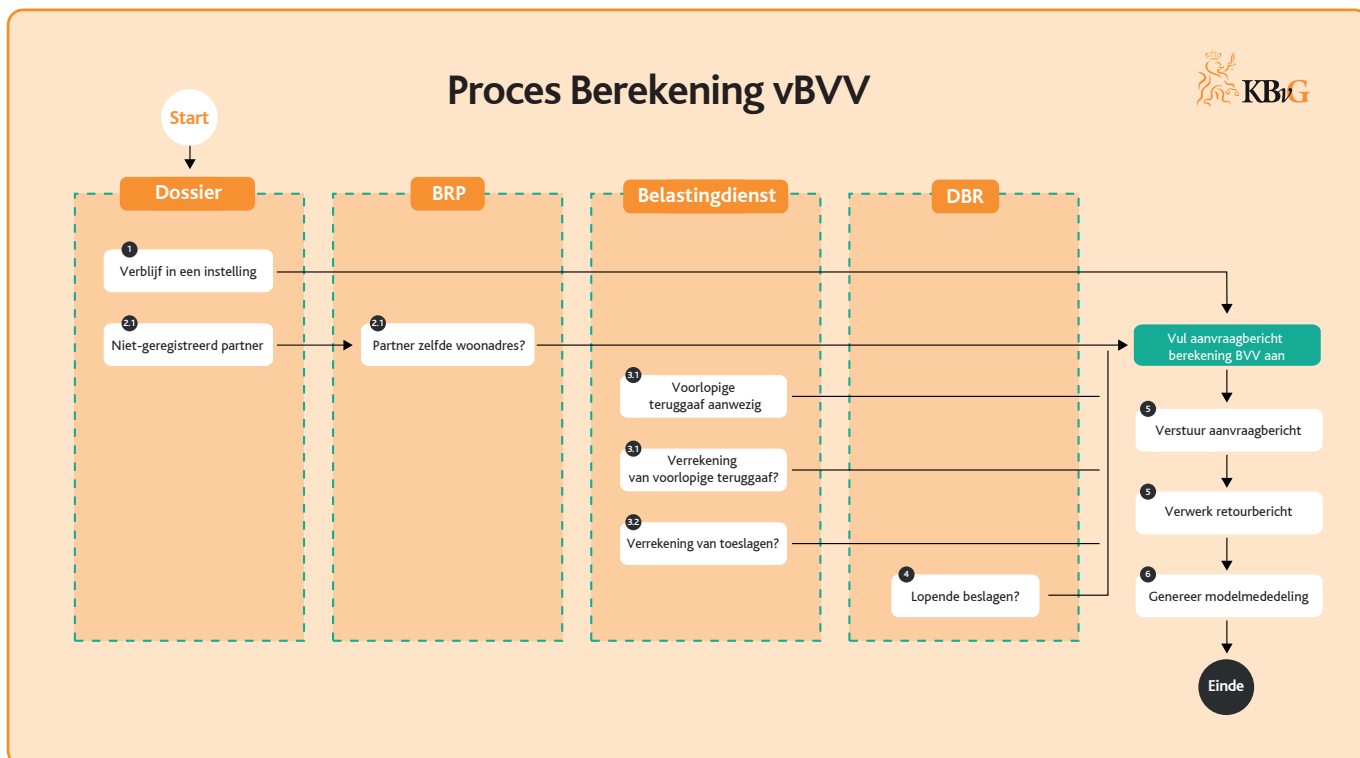 Proces Berekening vBVV
KBvG
Start
Dossier
BRP
Belastingdienst
DBR
1
Verblijf in een instelling
2.1
Niet-geregistreerd partner
2.1
Partner zelfde woonadres?
Vul aanvraagbericht
berekening BVV aan
3.1
Voorlopige
teruggaaf aanwezig
5
Verstuur aanvraagbericht
3.1
Verrekening
van voorlopige teruggaaf?
5
Verwerk retourbericht
3.2
Verrekening van toeslagen?
4
Lopende beslagen?
6
Genereer modelmededeling
Einde